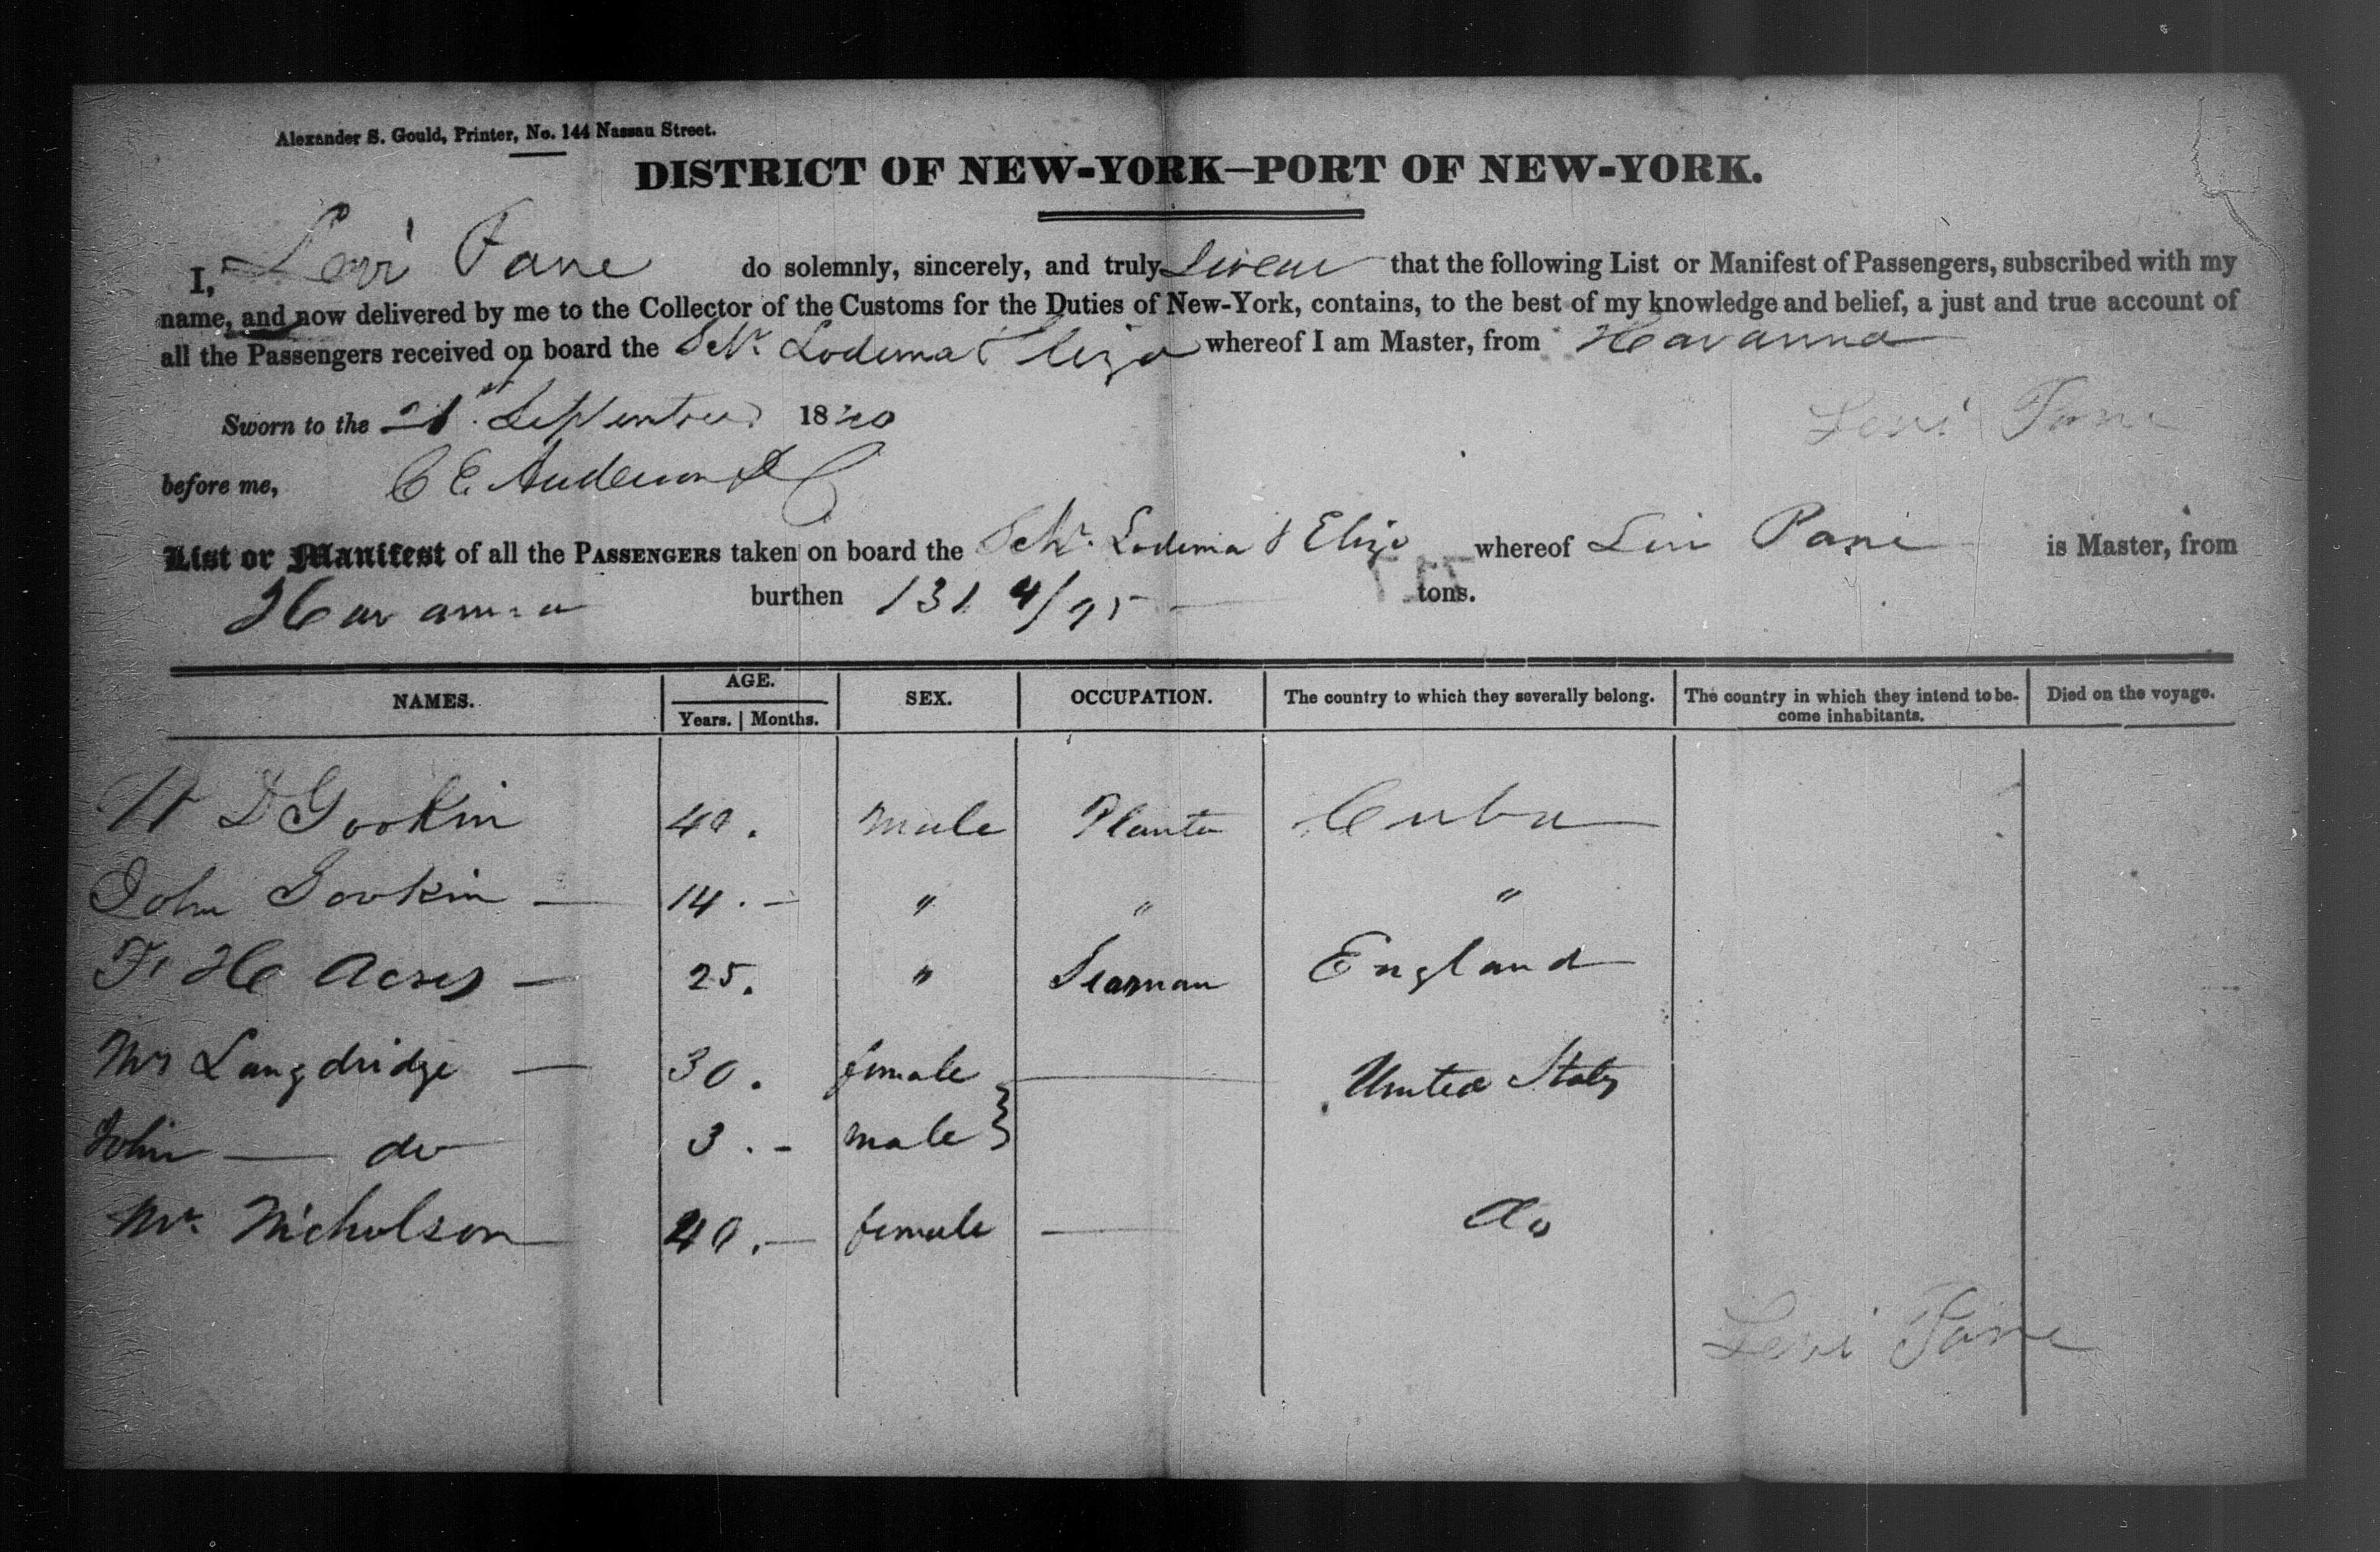 Alexander S. Gould, Printer, No. 144 Nassau Street.
DISTRICT OF NEW-YORK—PORT OF NEW-YORK.
I, Levi Pane do solemnly, sincerely, and truly Swear that the following List or Manifest of Passengers, subscribed with my
name, and now delivered by me to the Collector of the Customs for the Duties of New-York, contains, to the best of my knowledge and belief, a just and true account of
all the Passengers received on board the Schr. Lodema & Eliza whereof I am Master, from Havanna
Sworn to the 21st September 1840 Levi Pane
before me, C E Anderson D C
List or Manifest of all the PASSENGERS taken on board the Schr. Lodema & Eliza whereof Levi Pane is Master, from
Havanna burthen 131 4/95 tons.
NAMES. AGE. Years. Months. SEX. OCCUPATION. The country to which they severally belong. The country in which they intend to become inhabitants. Died on the voyage.
D Gookin 40. male Planter Cuba
John Gookin — 14. — " " "
F. H Acres — 25. " Seaman England
Mrs Langdridge — 30. female — United States
John — do 3. - male
Mrs. Nicholson 40. — female — do
Levi Pane